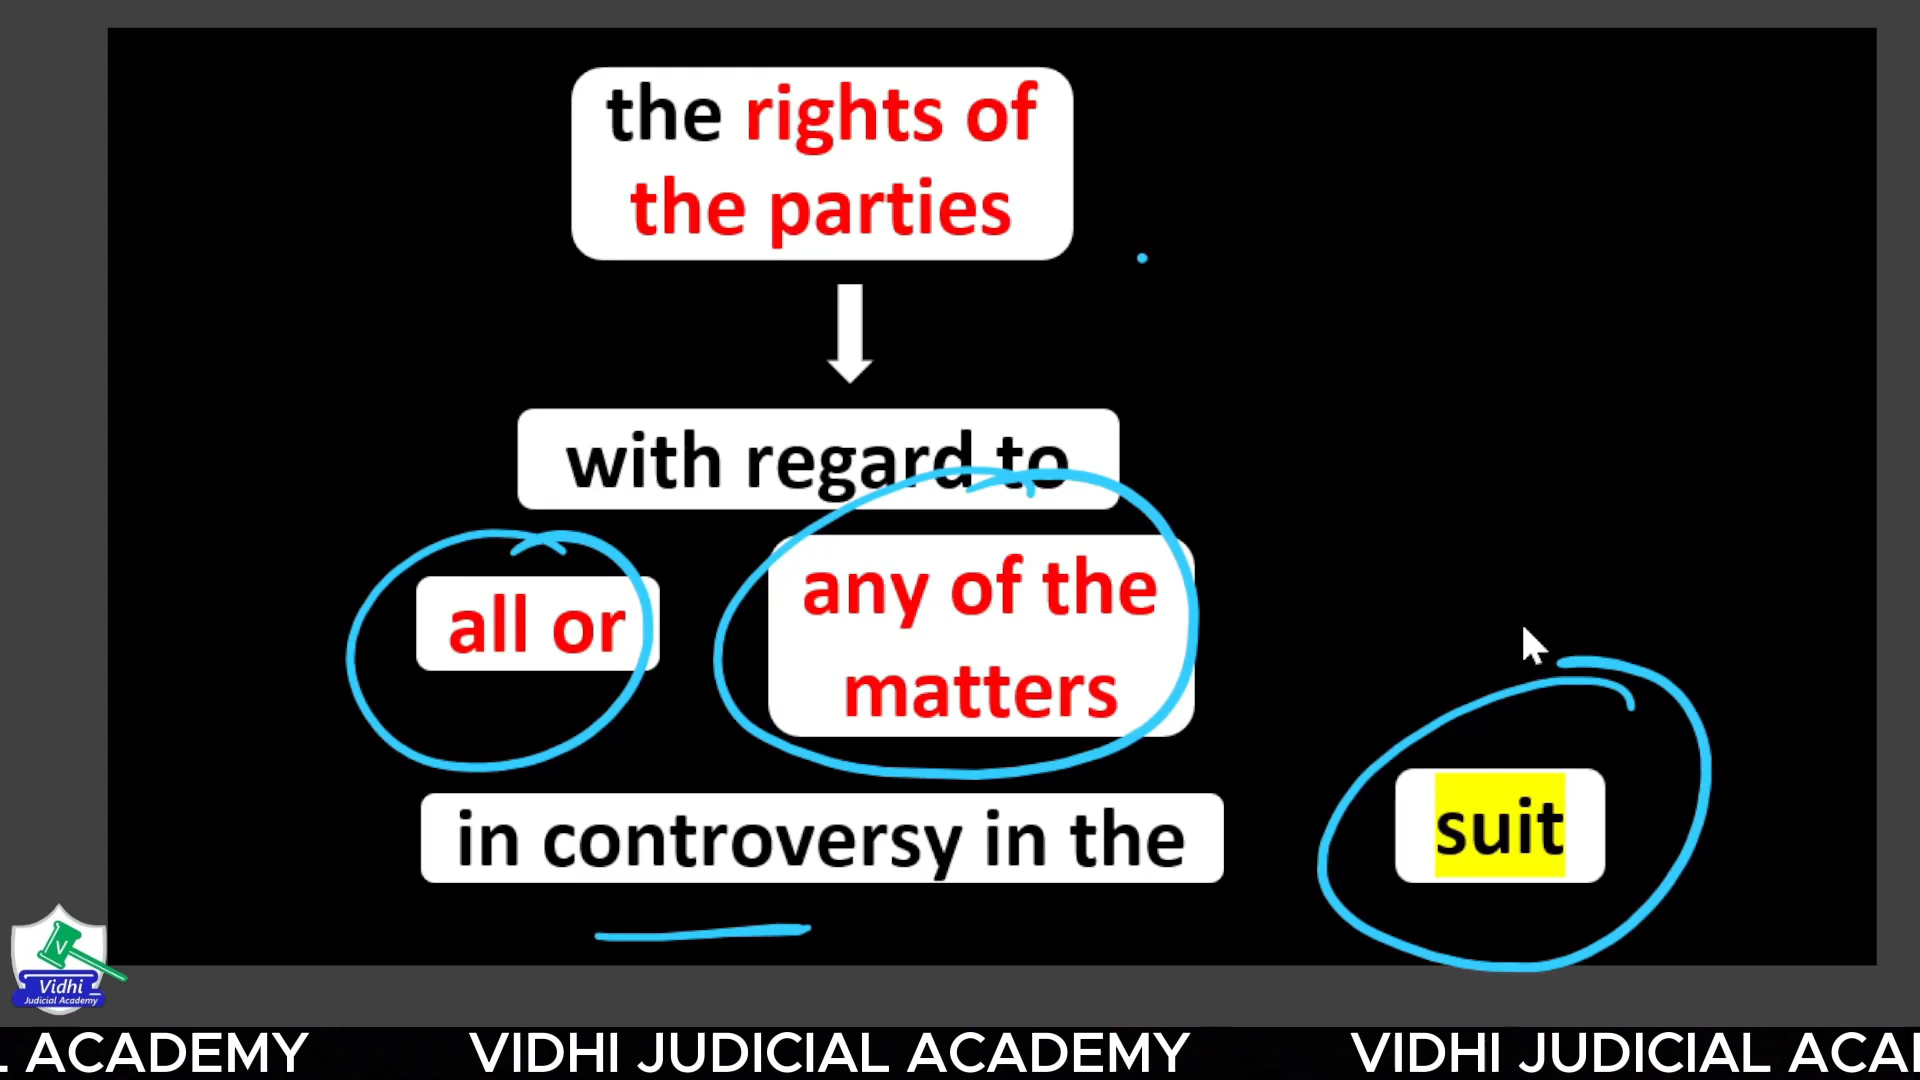 the rights of
the parties
with regard to
all or
any of the
matters
in controversy in the
suit
V
Vidhi
Judicial Academy
L ACADEMY VIDHI JUDICIAL ACADEMY VIDHI JUDICIAL ACA